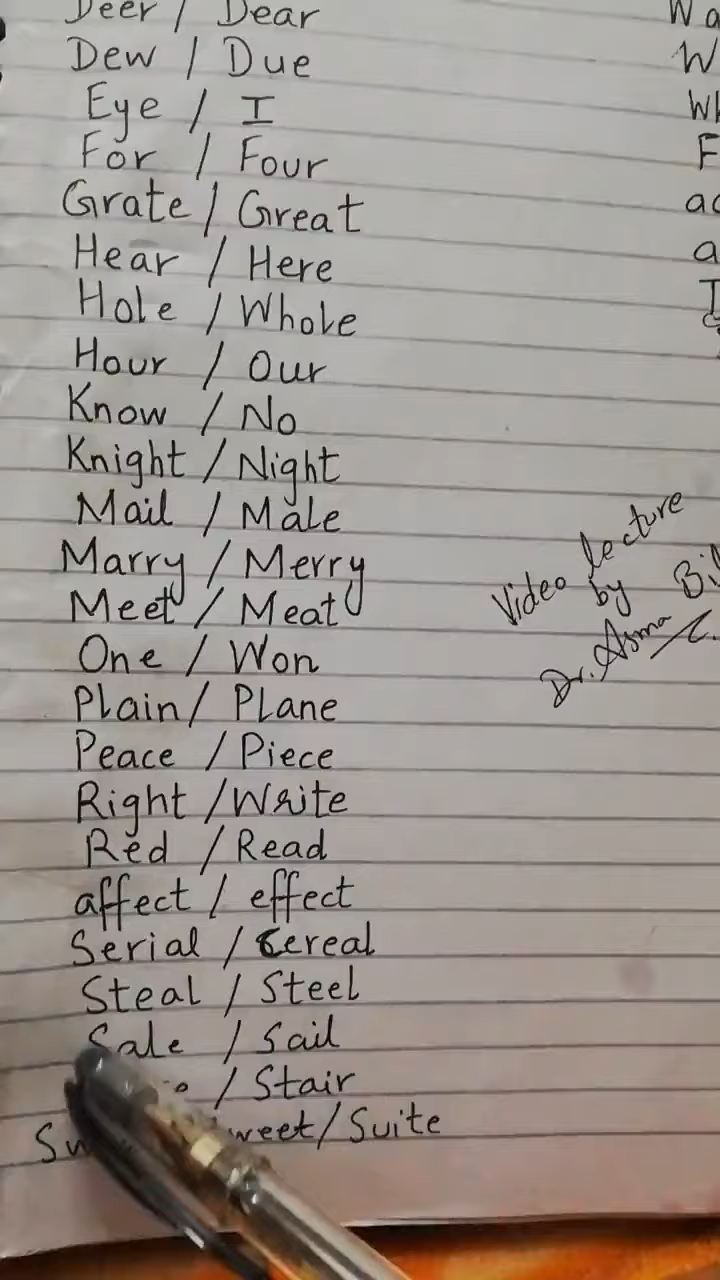 Deer / Dear
Dew / Due
Eye / I
For / Four
Grate / Great
Hear / Here
Hole / Whole
Hour / Our
Know / No
Knight / Night
Mail / Male
Marry / Merry
Meet / Meat
One / Won
Plain / Plane
Peace / Piece
Right / Write
Red / Read
affect / effect
Serial / Cereal
Steal / Steel
Sale / Sail
/ Stair
/ Suite
Video lecture
by
Dr. Asma